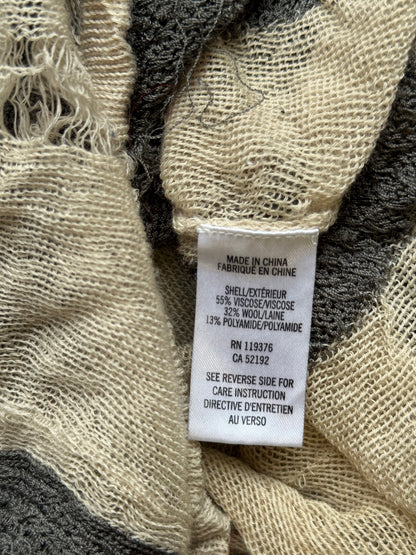 MADE IN CHINA
FABRIQUÉ EN CHINE
SHELL/EXTÉRIEUR
55% VISCOSE/VISCOSE
32% WOOL/LAINE
13% POLYAMIDE/POLYAMIDE
RN 119376
CA 52192
SEE REVERSE SIDE FOR
CARE INSTRUCTION
DIRECTIVE D'ENTRETIEN
AU VERSO